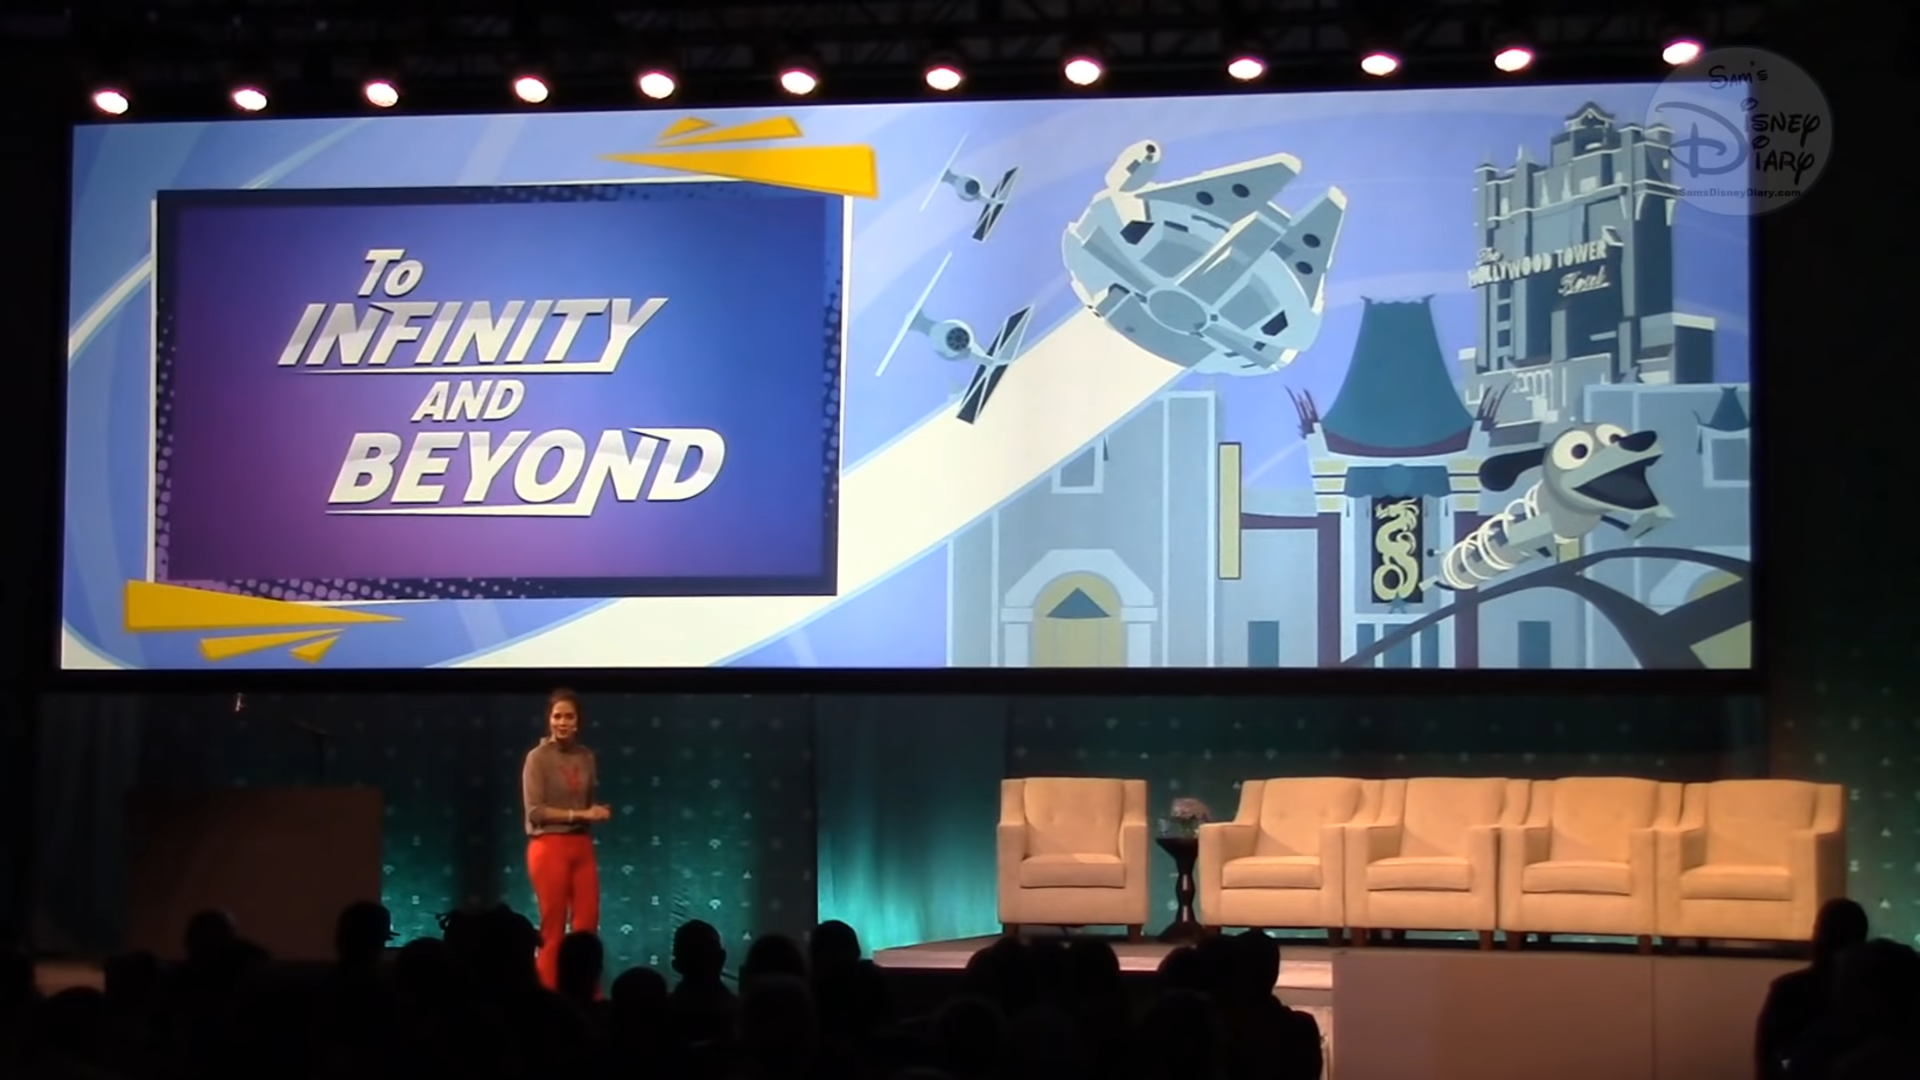 To
INFINITY
AND
BEYOND
The
HOLLYWOOD TOWER
Hotel
SAM'S
DISNEY
DIARY
SamsDisneyDiary.com